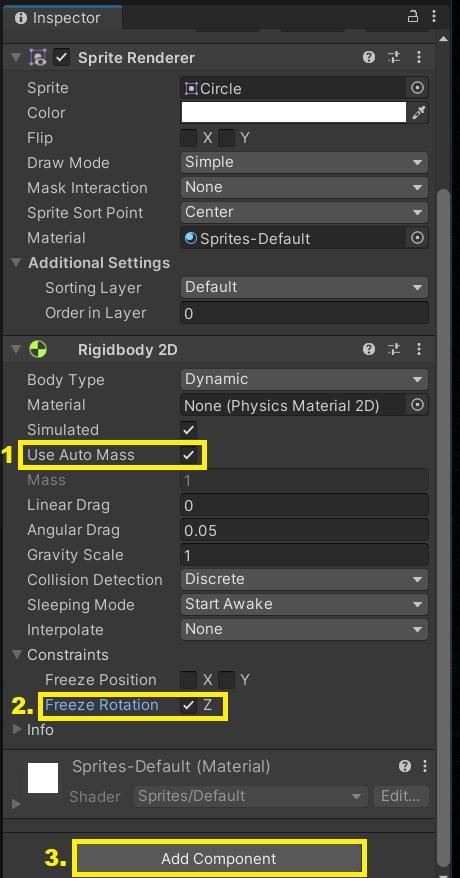 Inspector
Sprite Renderer
Sprite Circle
Color
Flip X Y
Draw Mode Simple
Mask Interaction None
Sprite Sort Point Center
Material Sprites-Default
Additional Settings
Sorting Layer Default
Order in Layer 0
Rigidbody 2D
Body Type Dynamic
Material None (Physics Material 2D)
Simulated
1 Use Auto Mass
Mass 1
Linear Drag 0
Angular Drag 0.05
Gravity Scale 1
Collision Detection Discrete
Sleeping Mode Start Awake
Interpolate None
Constraints
Freeze Position X Y
2. Freeze Rotation Z
Info
Sprites-Default (Material)
Shader Sprites/Default Edit...
3. Add Component